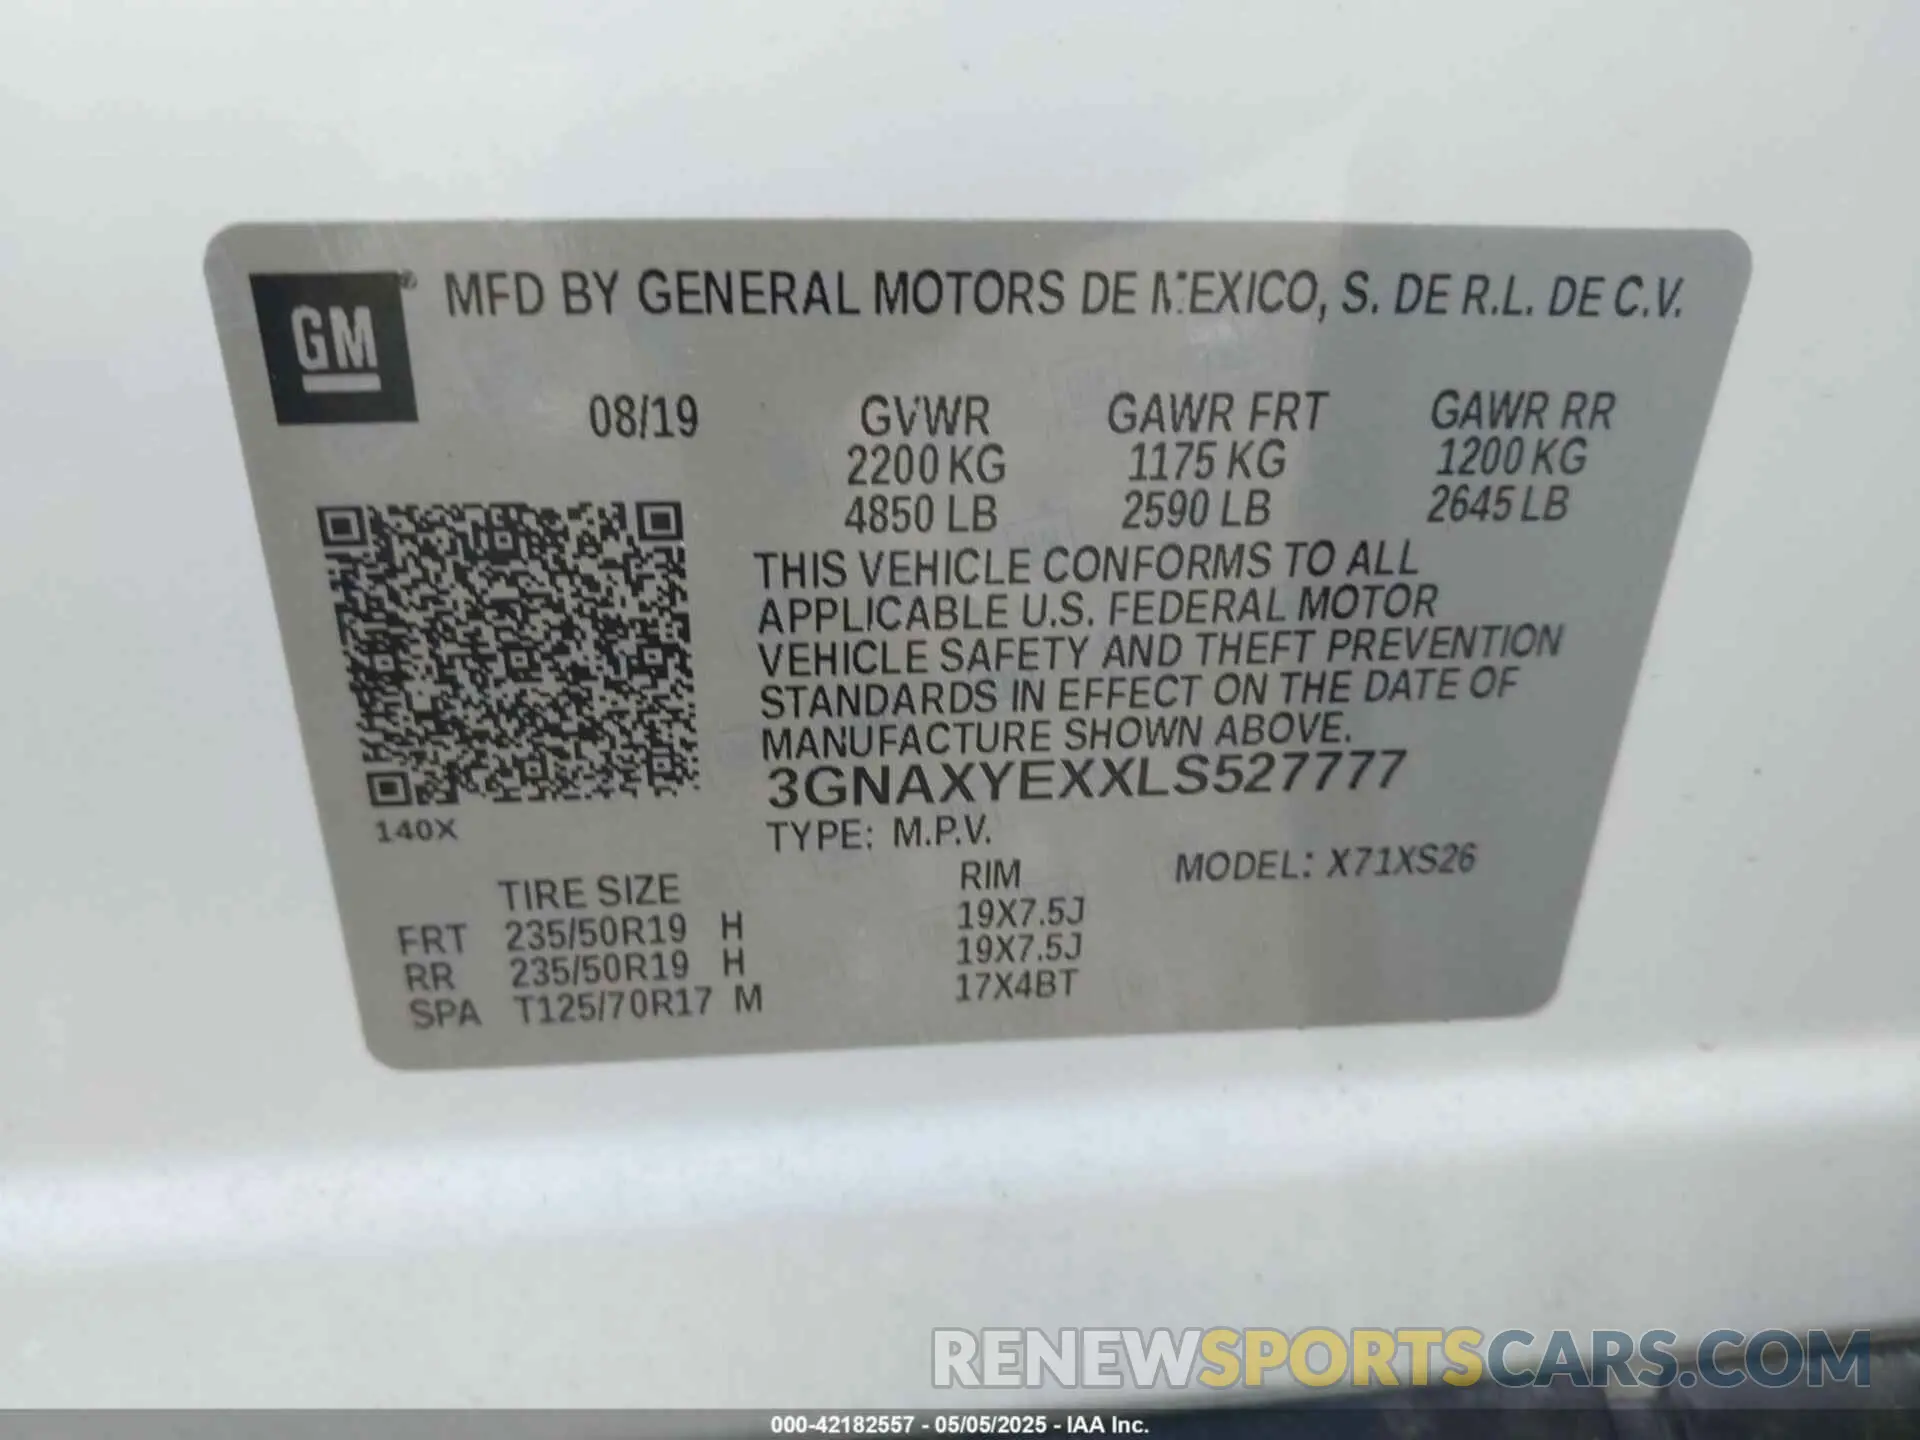 GM® MFD BY GENERAL MOTORS DE MEXICO, S. DE R.L. DE C.V.
08/19 GVWR GAWR FRT GAWR RR
2200 KG 1175 KG 1200 KG
4850 LB 2590 LB 2645 LB
THIS VEHICLE CONFORMS TO ALL
APPLICABLE U.S. FEDERAL MOTOR
VEHICLE SAFETY AND THEFT PREVENTION
STANDARDS IN EFFECT ON THE DATE OF
MANUFACTURE SHOWN ABOVE.
3GNAXYEXXLS527777
140X
TYPE: M.P.V.
MODEL: X71XS26
TIRE SIZE RIM
FRT 235/50R19 H 19X7.5J
RR 235/50R19 H 19X7.5J
SPA T125/70R17 M 17X4BT
RENEWSPORTSCARS.COM
000-42182557 - 05/05/2025 - IAA Inc.